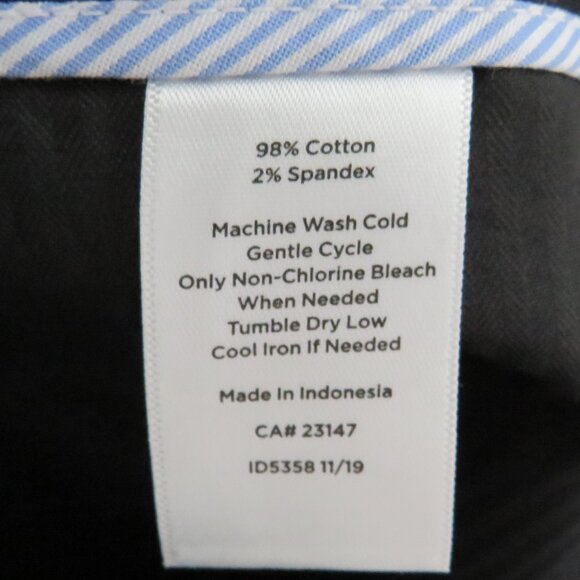 98% Cotton
2% Spandex
Machine Wash Cold
Gentle Cycle
Only Non-Chlorine Bleach
When Needed
Tumble Dry Low
Cool Iron If Needed
Made In Indonesia
CA# 23147
ID5358 11/19